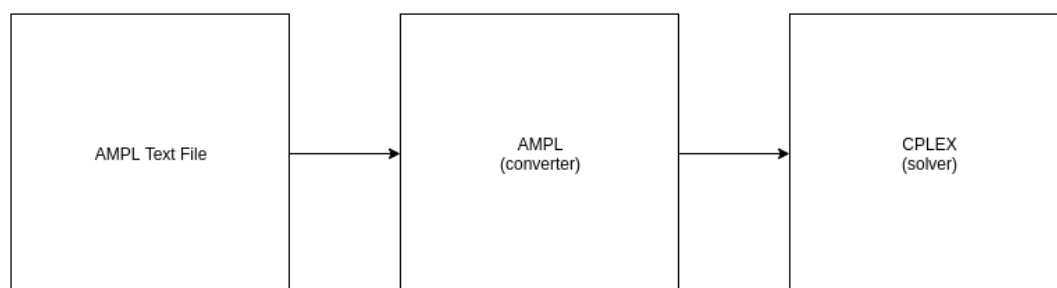 AMPL Text File
AMPL
(converter)
CPLEX
(solver)